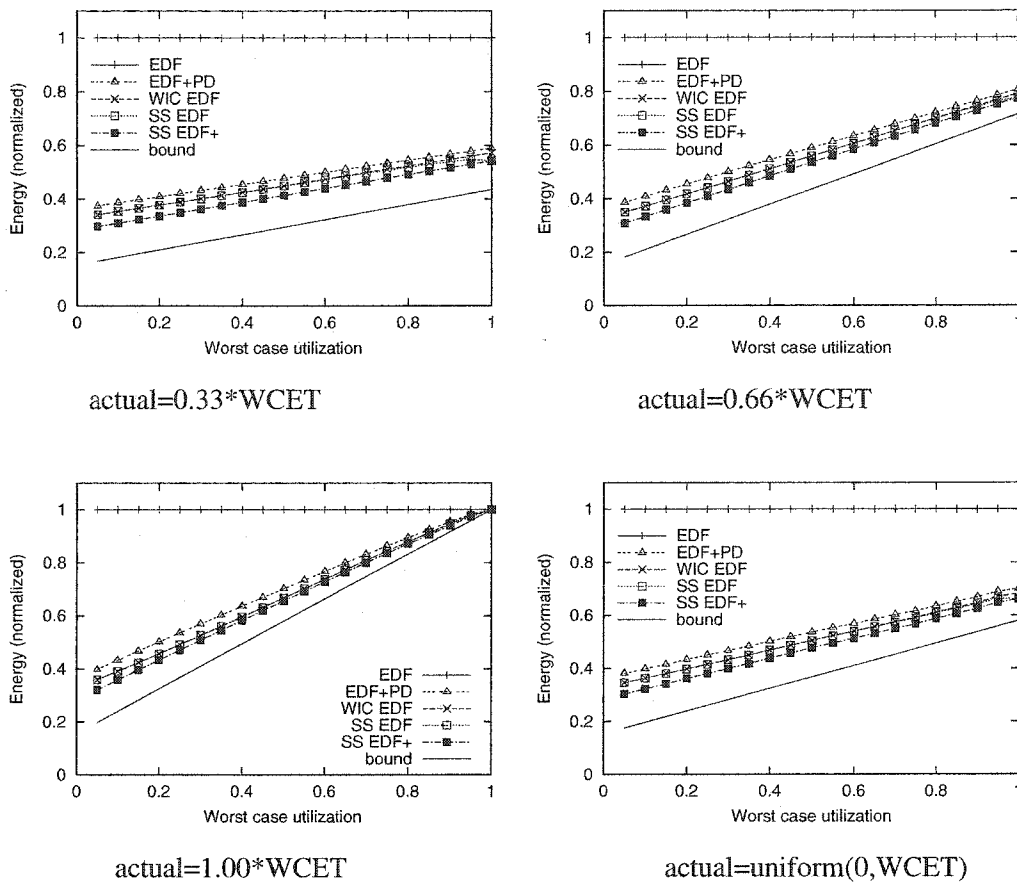 1
0.8
0.6
0.4
0.2
0
Energy (normalized)
EDF
EDF+PD
WIC EDF
SS EDF
SS EDF+
bound
0 0.2 0.4 0.6 0.8 1
Worst case utilization
actual=0.33*WCET
1
0.8
0.6
0.4
0.2
0
Energy (normalized)
EDF
EDF+PD
WIC EDF
SS EDF
SS EDF+
bound
0 0.2 0.4 0.6 0.8 1
Worst case utilization
actual=0.66*WCET
1
0.8
0.6
0.4
0.2
0
Energy (normalized)
EDF
EDF+PD
WIC EDF
SS EDF
SS EDF+
bound
0 0.2 0.4 0.6 0.8 1
Worst case utilization
actual=1.00*WCET
1
0.8
0.6
0.4
0.2
0
Energy (normalized)
EDF
EDF+PD
WIC EDF
SS EDF
SS EDF+
bound
0 0.2 0.4 0.6 0.8 1
Worst case utilization
actual=uniform(0,WCET)